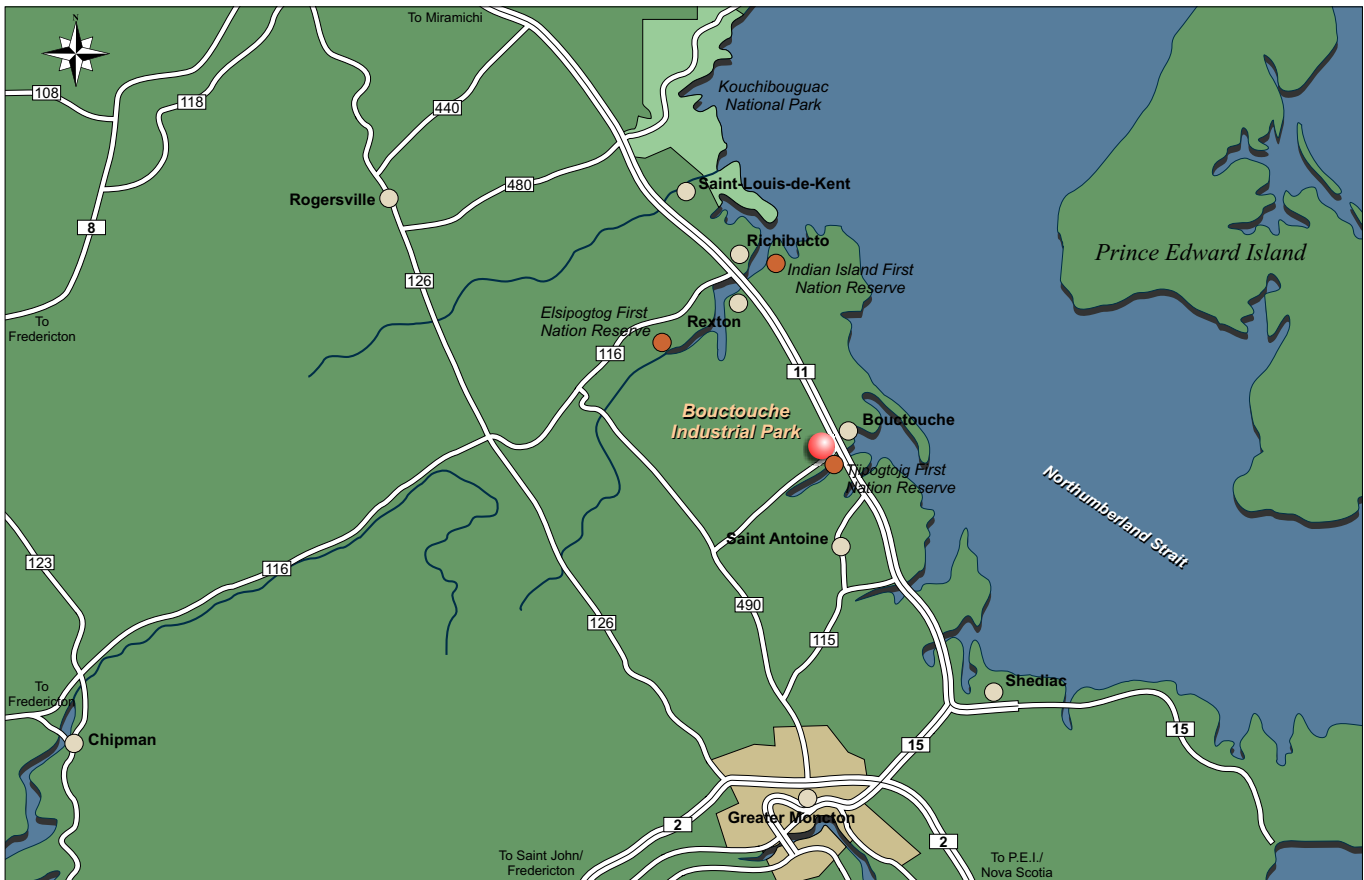 N
To Miramichi
108
118
440
Kouchibouguac
National Park
480
Saint-Louis-de-Kent
Rogersville
8
Richibucto
Prince Edward Island
Indian Island First
Nation Reserve
126
To
Fredericton
Elsipogtog First
Nation Reserve
Rexton
116
11
Bouctouche
Industrial Park
Bouctouche
Tjipogtojg First
Nation Reserve
Northumberland Strait
Saint Antoine
123
116
490
126
115
Shediac
To
Fredericton
Chipman
15
15
Greater Moncton
2
2
To Saint John/
Fredericton
To P.E.I./
Nova Scotia